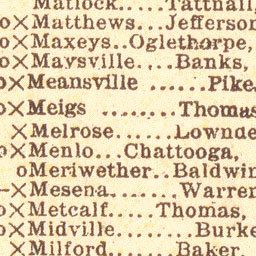 Matlock.....Tattnall,
o×Matthews...Jefferson
o×Maxeys..Oglethorpe,
o×Maysville....Banks,
o×Meansville ......Pike,
o×Meigs ........Thomas
×Melrose......Lownde
o×Menlo...Chattooga,
oMeriwether..Baldwin
–×Mesena.......Warren
o×Metcalf.....Thomas,
o×Midville......Burke
×Milford.......Baker,